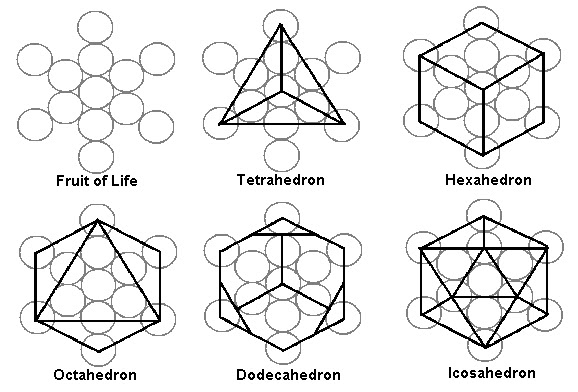 Fruit of Life
Tetrahedron
Hexahedron
Octahedron
Dodecahedron
Icosahedron